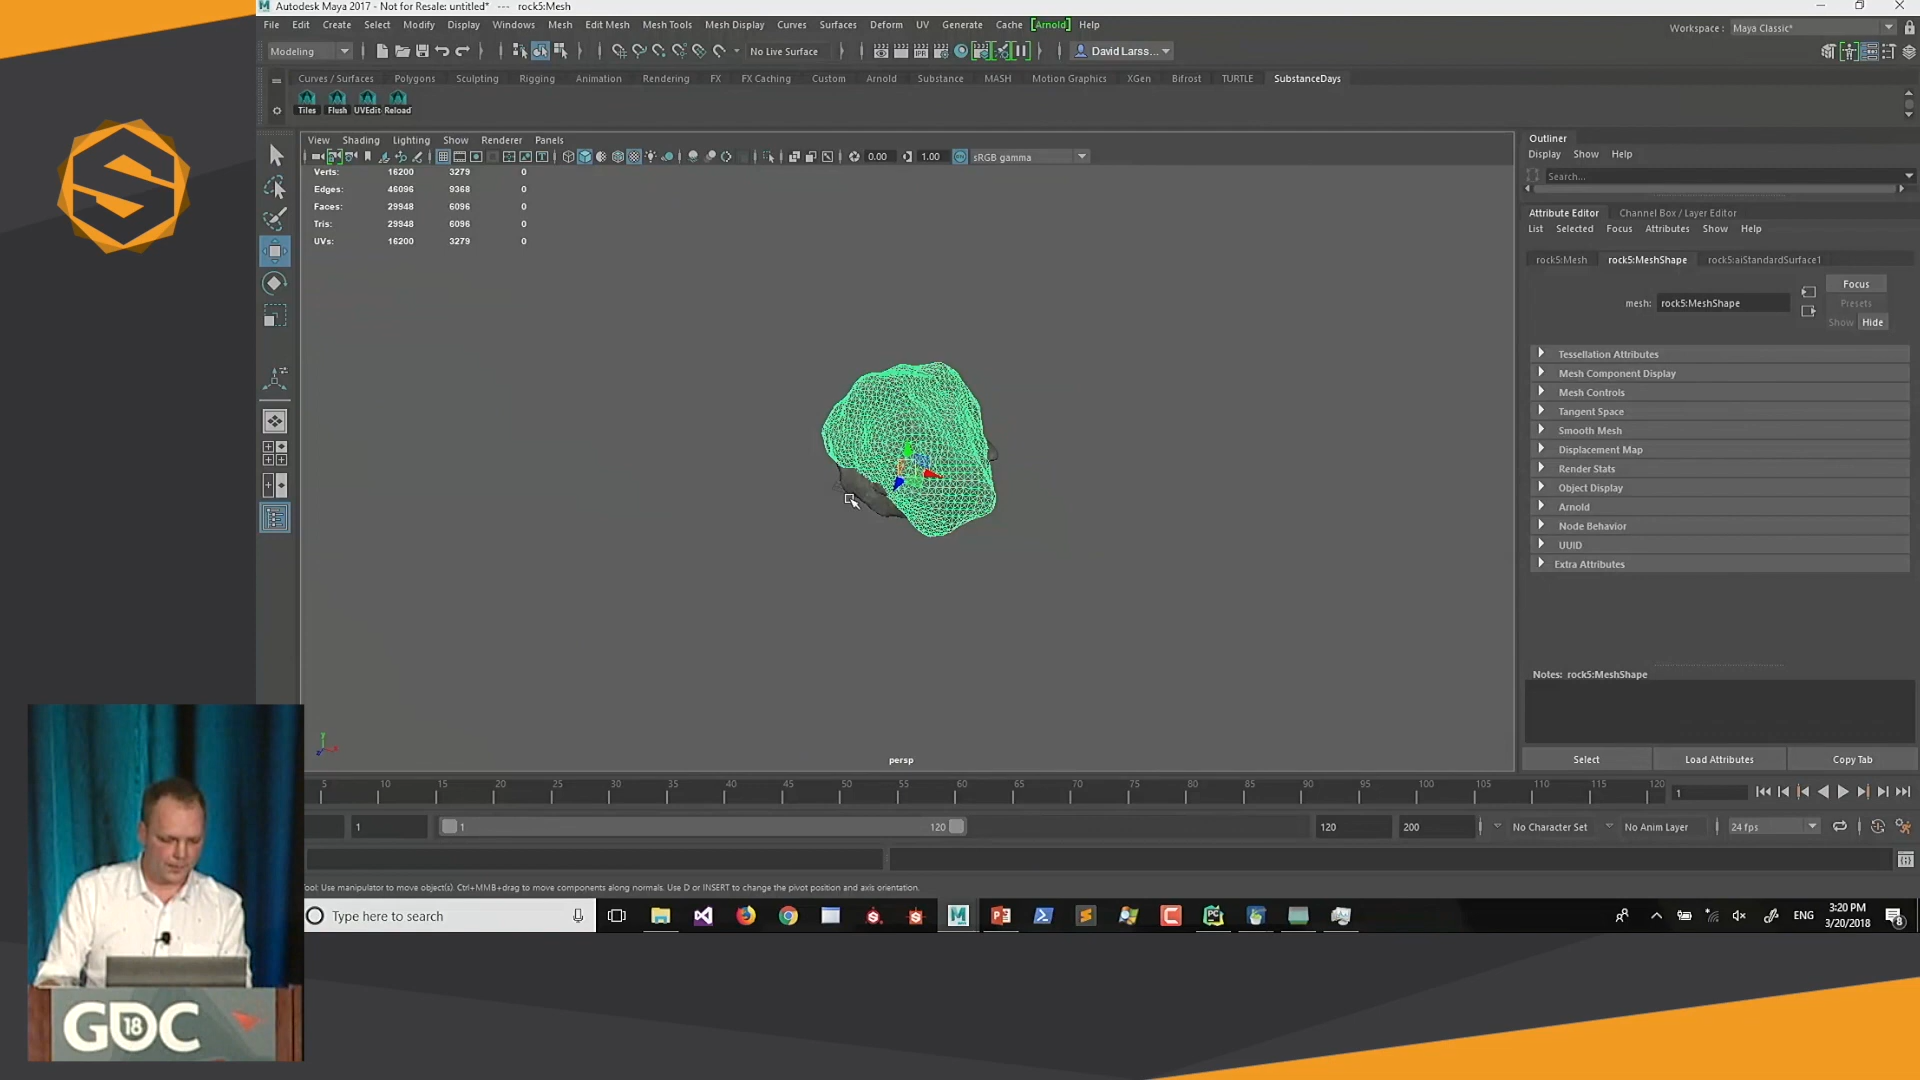 Autodesk Maya 2017 - Not for Resale: untitled* --- rock5:Mesh
File Edit Create Select Modify Display Windows Mesh Edit Mesh Mesh Tools Mesh Display Curves Surfaces Deform UV Generate Cache [Arnold] Help
Workspace: Maya Classic*
Modeling No Live Surface David Larss...
Curves / Surfaces Polygons Sculpting Rigging Animation Rendering FX FX Caching Custom Arnold Substance MASH Motion Graphics XGen Bifrost TURTLE SubstanceDays
Tiles Flush UVEdit Reload
View Shading Lighting Show Renderer Panels
0.00 1.00 sRGB gamma
Verts: 16200 3279 0
Edges: 46096 9368 0
Faces: 29948 6096 0
Tris: 29948 6096 0
UVs: 16200 3279 0
persp
Outliner
Display Show Help
Search...
Attribute Editor Channel Box / Layer Editor
List Selected Focus Attributes Show Help
rock5:Mesh rock5:MeshShape rock5:aiStandardSurface1
Focus
mesh: rock5:MeshShape Presets
Show Hide
Tessellation Attributes
Mesh Component Display
Mesh Controls
Tangent Space
Smooth Mesh
Displacement Map
Render Stats
Object Display
Arnold
Node Behavior
UUID
Extra Attributes
Notes: rock5:MeshShape
Select Load Attributes Copy Tab
5 10 15 20 25 30 35 40 45 50 55 60 65 70 75 80 85 90 95 100 105 110 115 120 1
1 1 120 120 200 No Character Set No Anim Layer 24 fps
ool: Use manipulator to move object(s). Ctrl+MMB+drag to move components along normals. Use D or INSERT to change the pivot position and axis orientation.
Type here to search
ENG 3:20 PM
3/20/2018
8
GDC 18